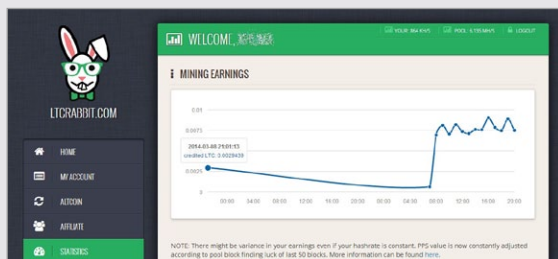 YOUR: 864 KH/S
POOL: 6,135 MH/S
LOGOUT
WELCOME,
MINING EARNINGS
LTCRABBIT.COM
HOME
MY ACCOUNT
ALTCOIN
AFFILIATE
STATISTICS
0.01
0.0075
2014-03-08 21:01:13
credited LTC: 0.0029459
0.0025
0
00:00 04:00 08:00 12:00 16:00 20:00 00:00 04:00 08:00 12:00 16:00 20:00
NOTE: There might be variance in your earnings even if your hashrate is constant. PPS value is now constantly adjusted
according to pool block finding luck of last 50 blocks. More information can be found here.